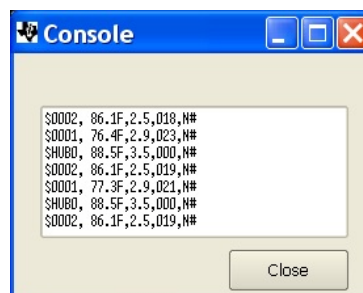 Console
$0002, 86.1F,2.5,018,N#
$0001, 76.4F,2.9,023,N#
$HUB0, 88.5F,3.5,000,N#
$0002, 86.1F,2.5,019,N#
$0001, 77.3F,2.9,021,N#
$HUB0, 88.5F,3.5,000,N#
$0002, 86.1F,2.5,019,N#
Close